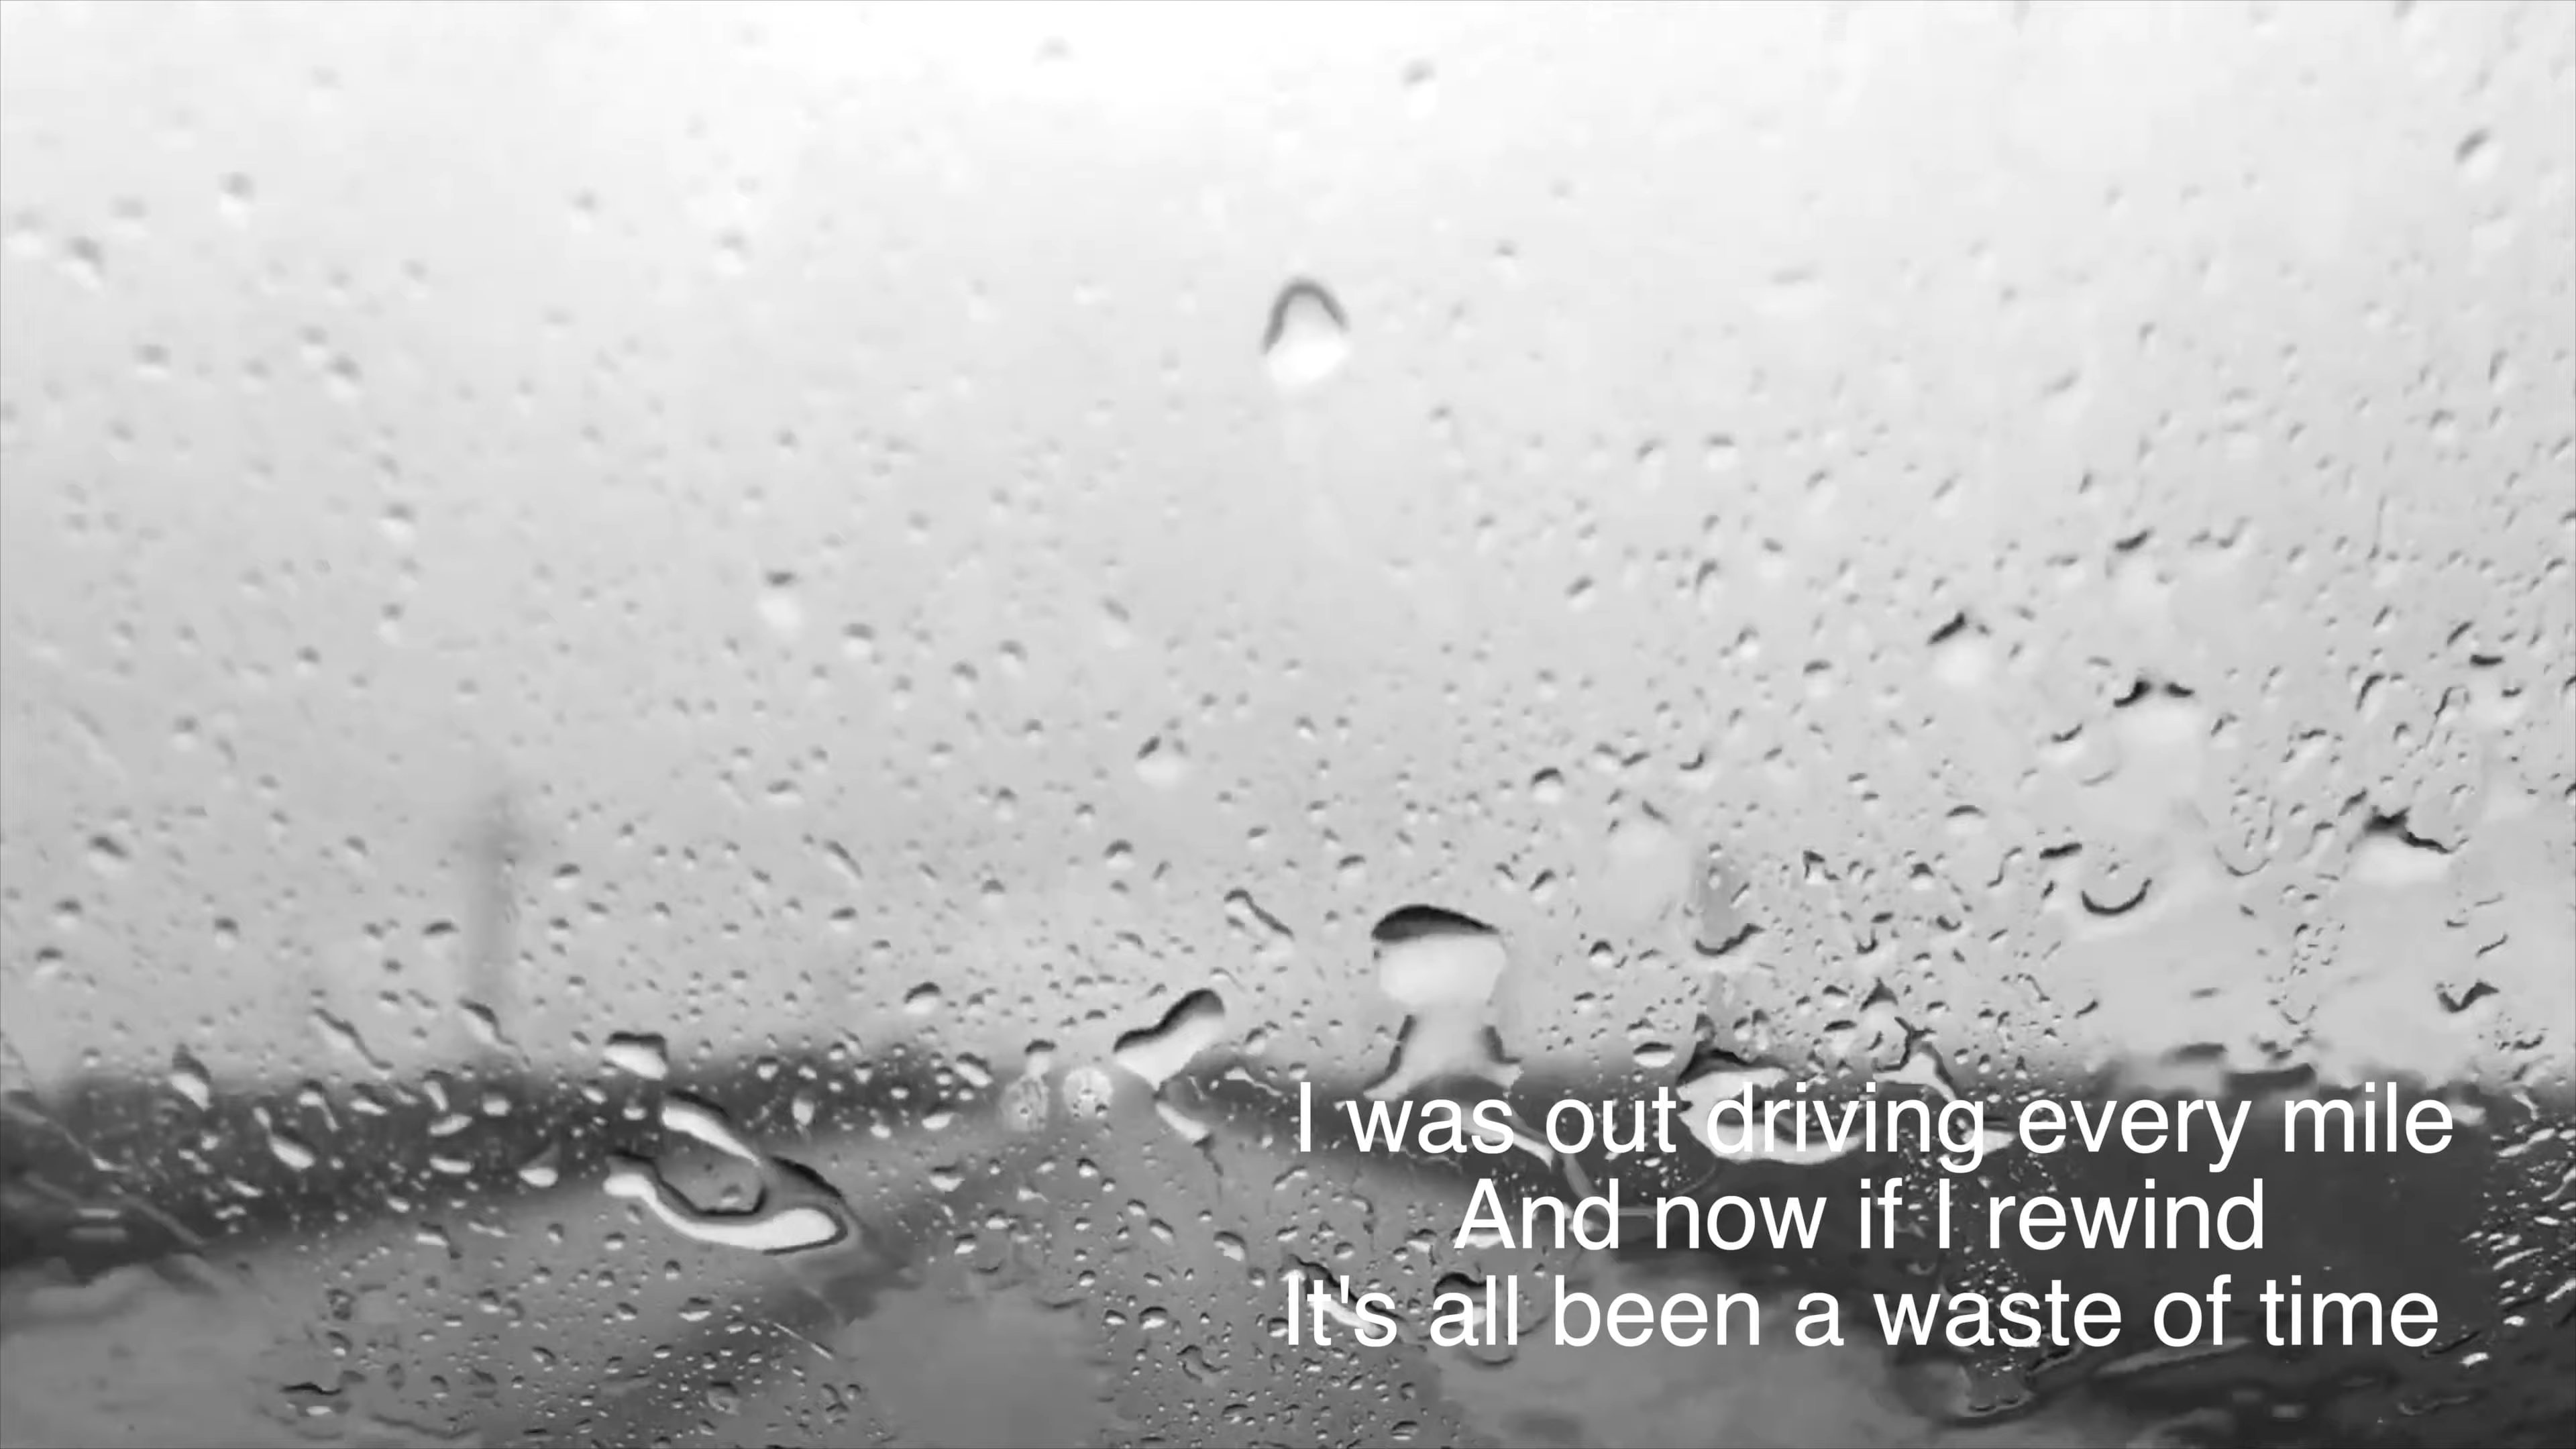 I was out driving every mile
And now if I rewind
It's all been a waste of time